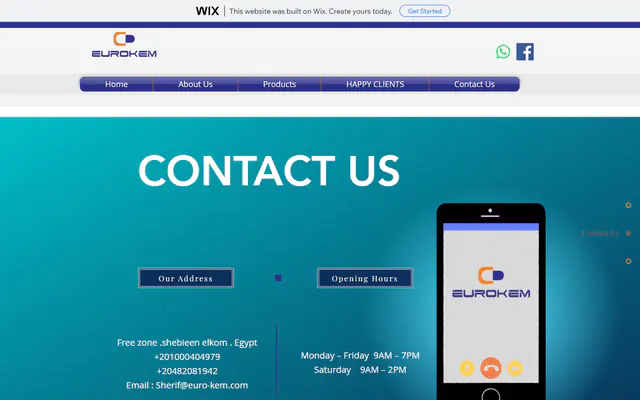 WIX | This website was built on Wix. Create yours today. Get Started
EUROKEM
Home About Us Products HAPPY CLIENTS Contact Us
CONTACT US
Our Address
Opening Hours
Free zone .shebieen elkom . Egypt
+201000404979
+20482081942
Email : Sherif@euro-kem.com
Monday – Friday 9AM – 7PM
Saturday 9AM – 2PM
EUROKEM